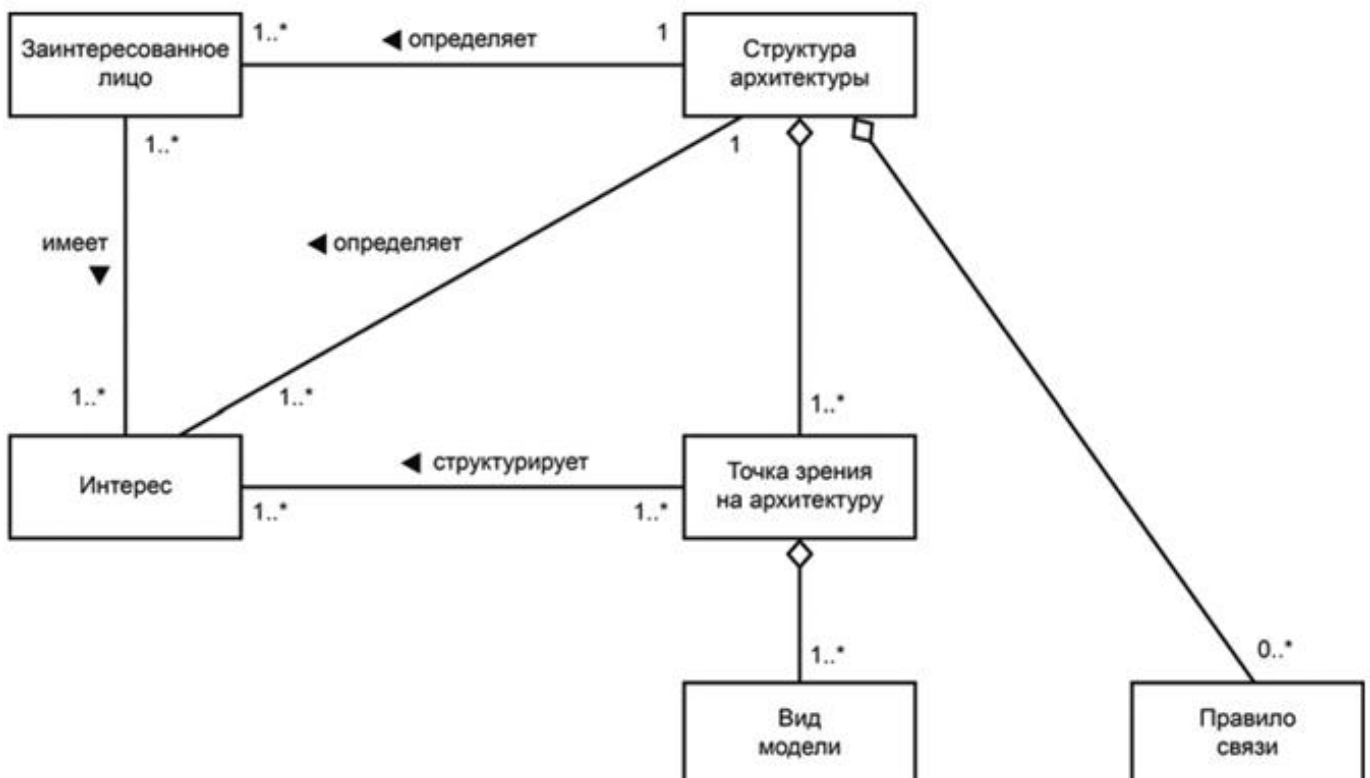 1..*
◄ определяет
1
Заинтересованное
лицо
Структура
архитектуры
1..*
1
имеет
▼
◄ определяет
1..*
1..*
1..*
◄ структурирует
Интерес
Точка зрения
на архитектуру
1..*
1..*
1..*
0..*
Вид
модели
Правило
связи